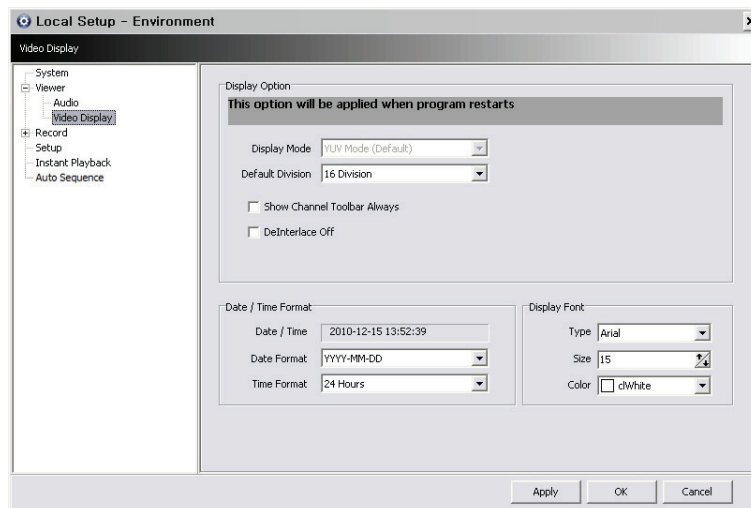 Local Setup - Environment
Video Display
System
Viewer
Audio
Video Display
Record
Setup
Instant Playback
Auto Sequence
Display Option
This option will be applied when program restarts
Display Mode YUV Mode (Default)
Default Division 16 Division
Show Channel Toolbar Always
DeInterlace Off
Date / Time Format
Date / Time 2010-12-15 13:52:39
Date Format YYYY-MM-DD
Time Format 24 Hours
Display Font
Type Arial
Size 15
Color clWhite
Apply OK Cancel